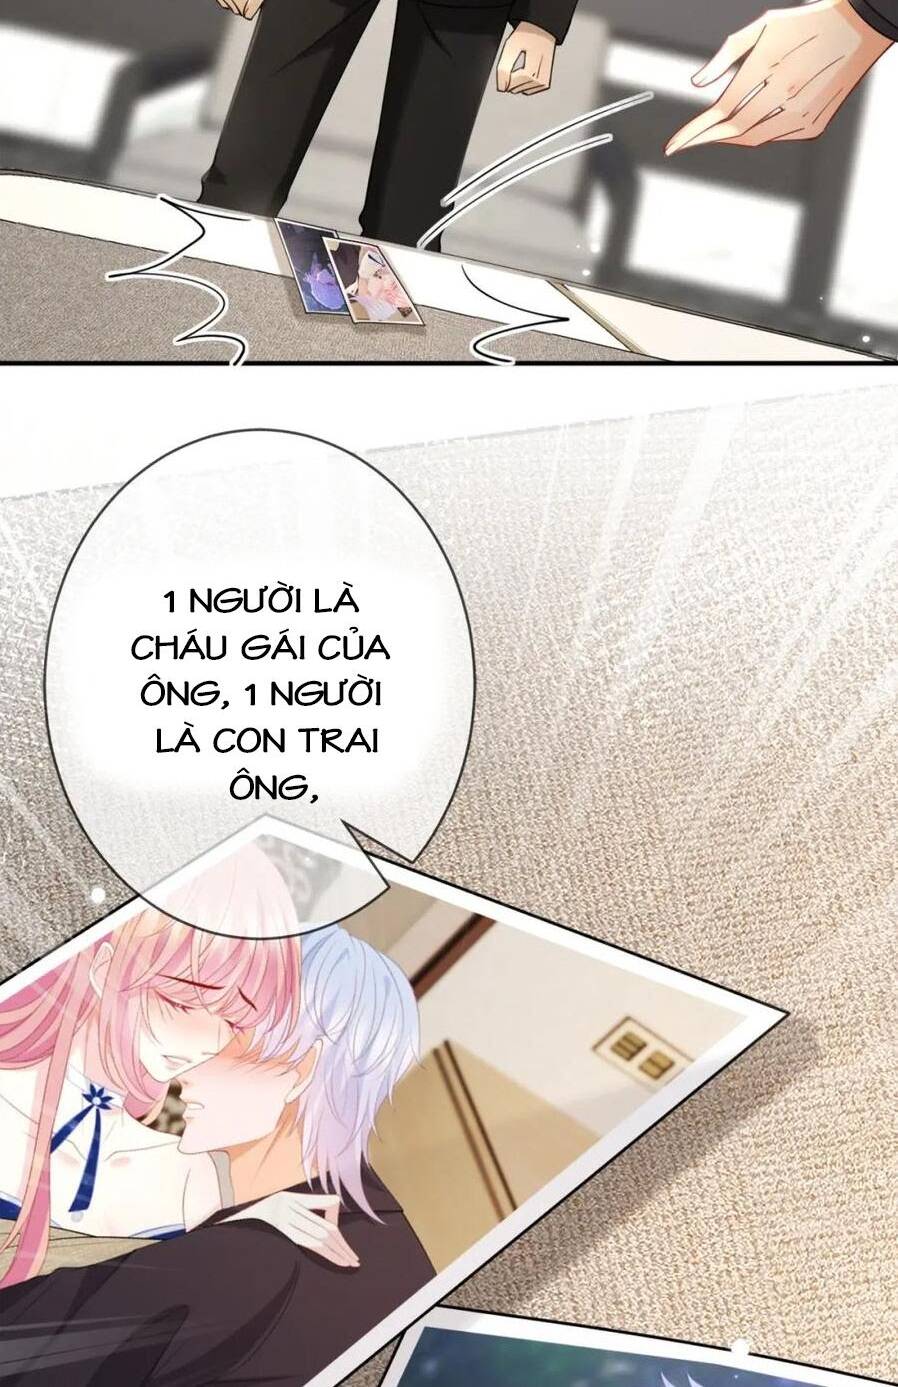 1 NGƯỜI LÀ
CHÁU GÁI CỦA
ÔNG, 1 NGƯỜI
LÀ CON TRAI
ÔNG,